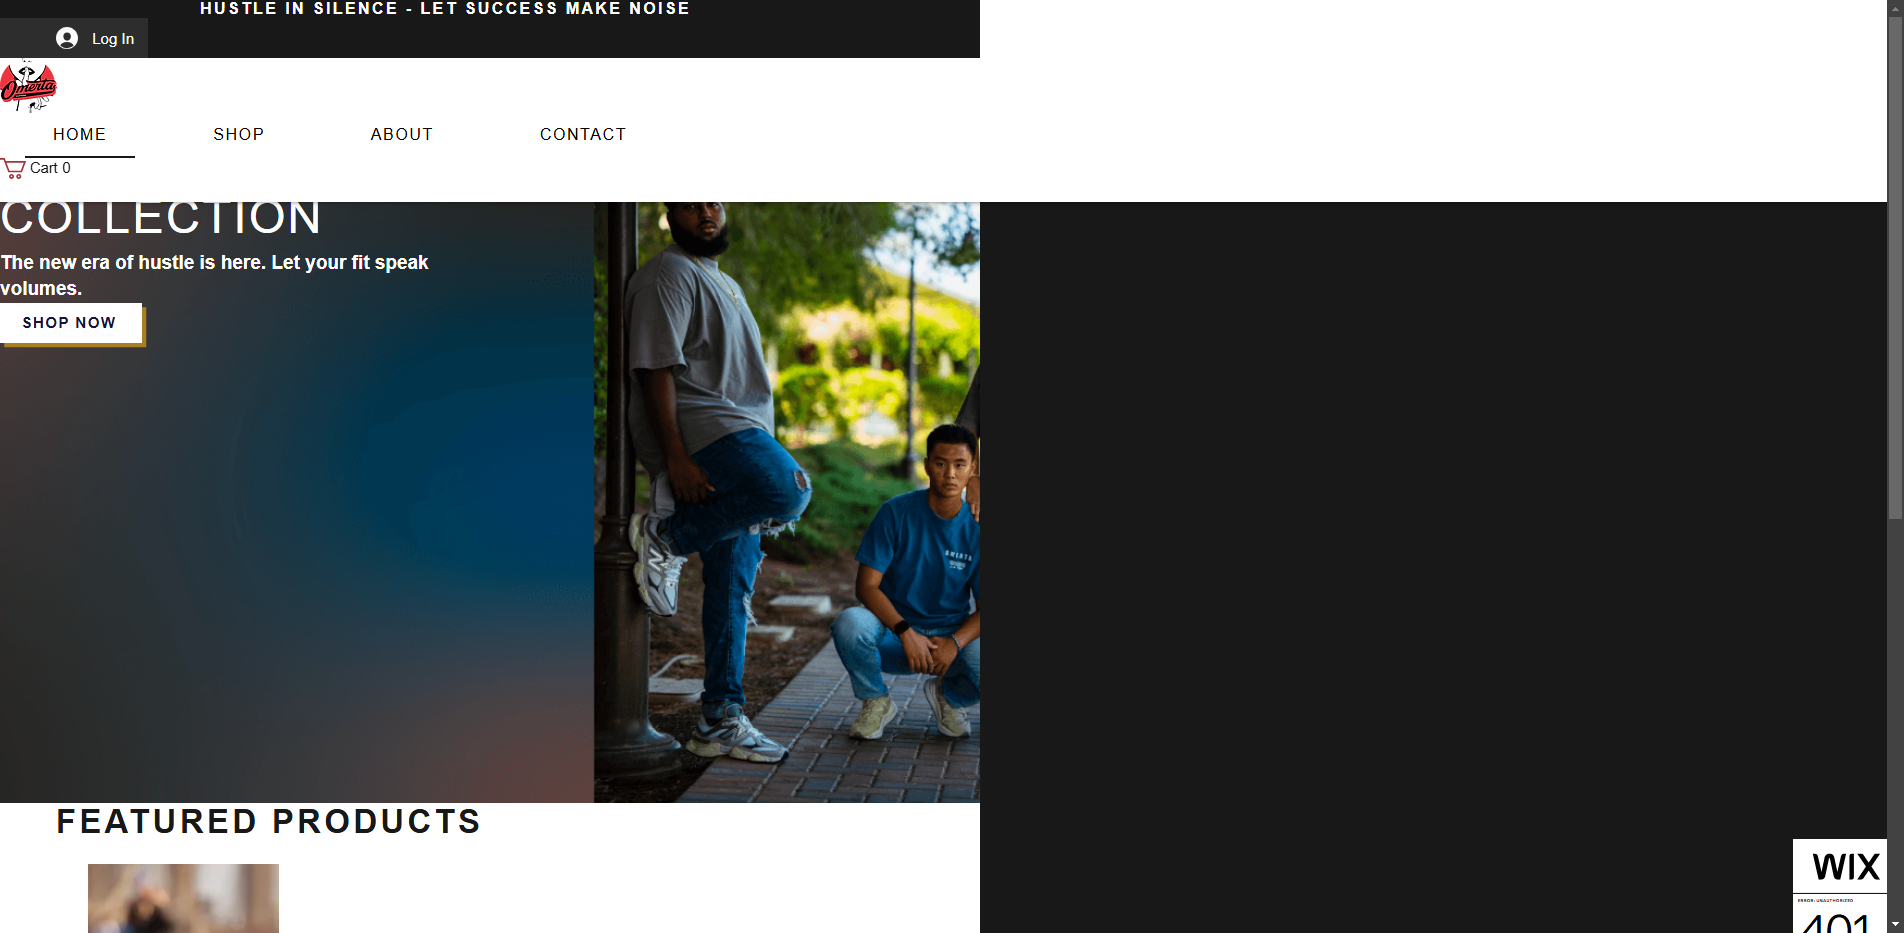 HUSTLE IN SILENCE - LET SUCCESS MAKE NOISE
Log In
Omerta
HOME
SHOP
ABOUT
CONTACT
Cart 0
COLLECTION
The new era of hustle is here. Let your fit speak
volumes.
SHOP NOW
OMERTA
FEATURED PRODUCTS
WIX
ERROR: UNAUTHORIZED
401